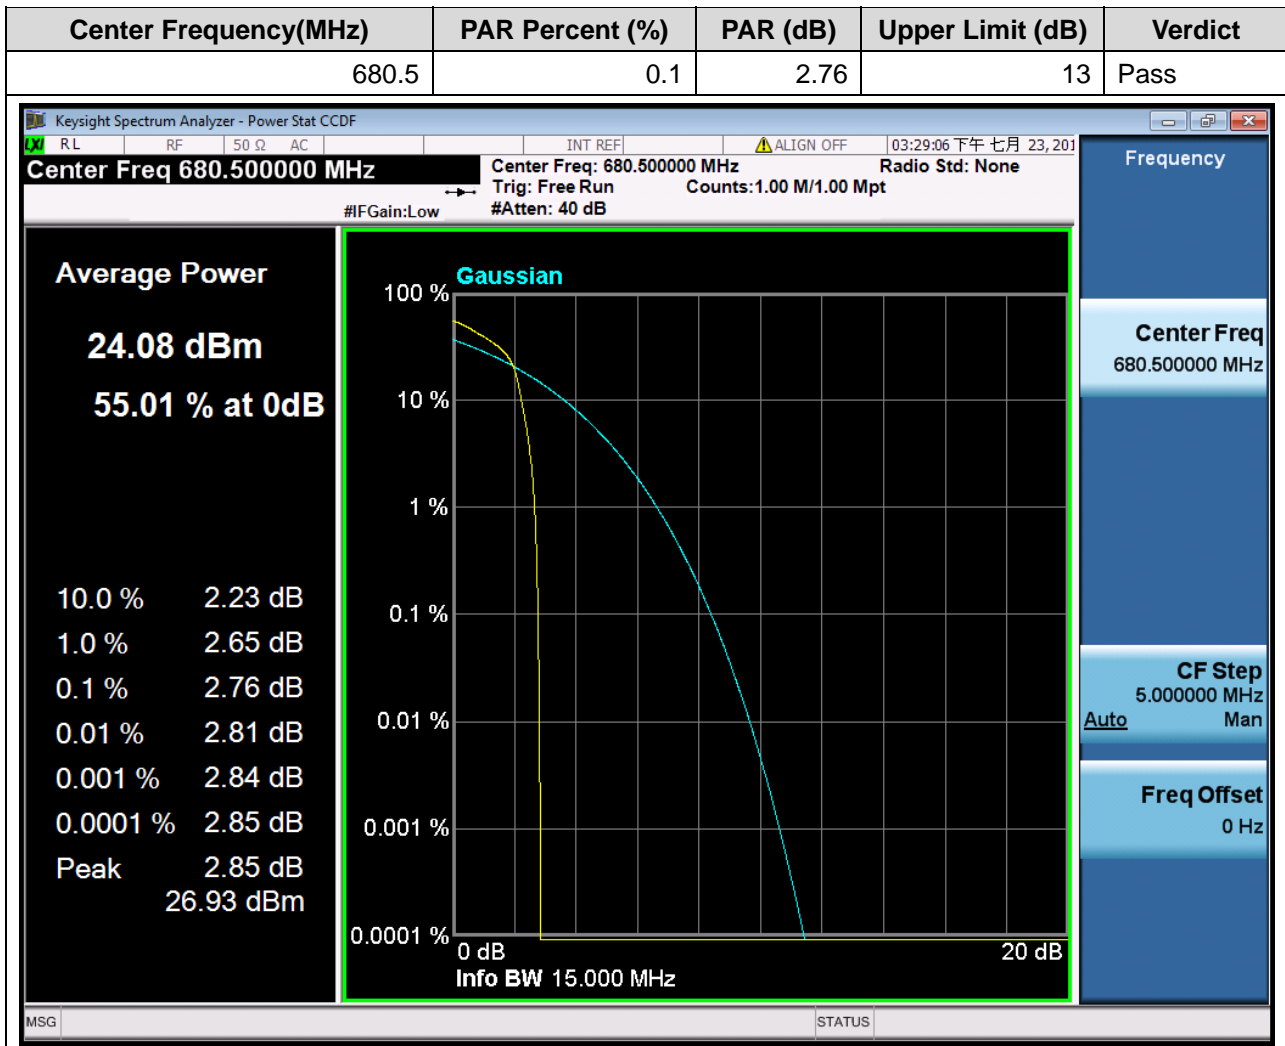 Center Frequency(MHz) PAR Percent (%) PAR (dB) Upper Limit (dB) Verdict
680.5 0.1 2.76 13 Pass
Keysight Spectrum Analyzer - Power Stat CCDF
LXI RL RF 50 Ω AC INT REF ALIGN OFF 03:29:06 下午 七月 23, 201
Center Freq 680.500000 MHz
Center Freq: 680.500000 MHz Radio Std: None
Trig: Free Run Counts:1.00 M/1.00 Mpt
#IFGain:Low #Atten: 40 dB
Average Power
24.08 dBm
55.01 % at 0dB
10.0 % 2.23 dB
1.0 % 2.65 dB
0.1 % 2.76 dB
0.01 % 2.81 dB
0.001 % 2.84 dB
0.0001 % 2.85 dB
Peak 2.85 dB
26.93 dBm
Gaussian
100 %
10 %
1 %
0.1 %
0.01 %
0.001 %
0.0001 %
0 dB 20 dB
Info BW 15.000 MHz
Frequency
Center Freq
680.500000 MHz
CF Step
5.000000 MHz
Auto Man
Freq Offset
0 Hz
MSG STATUS